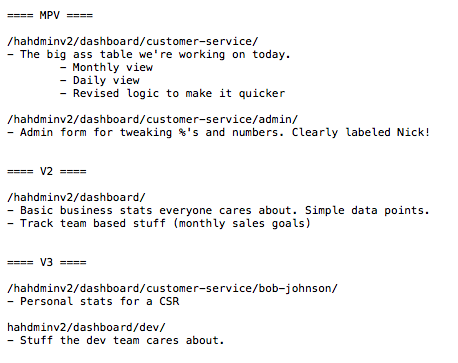 ==== MPV ====
/hahdminv2/dashboard/customer-service/
- The big ass table we're working on today.
- Monthly view
- Daily view
- Revised logic to make it quicker
/hahdminv2/dashboard/customer-service/admin/
- Admin form for tweaking %'s and numbers. Clearly labeled Nick!
==== V2 ====
/hahdminv2/dashboard/
- Basic business stats everyone cares about. Simple data points.
- Track team based stuff (monthly sales goals)
==== V3 ====
/hahdminv2/dashboard/customer-service/bob-johnson/
- Personal stats for a CSR
hahdminv2/dashboard/dev/
- Stuff the dev team cares about.